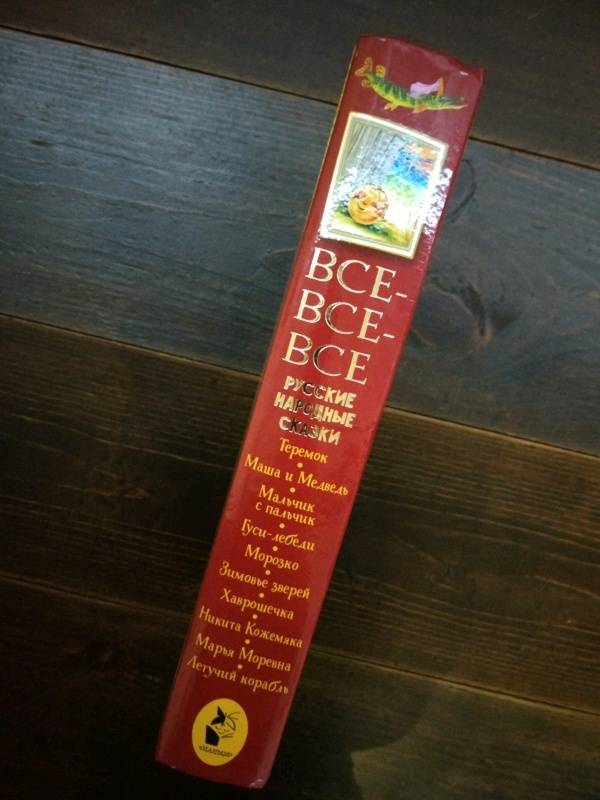 ВСЕ-
ВСЕ-
ВСЕ
РУССКИЕ
НАРОДНЫЕ
СКАЗКИ
Теремок
Маша и Медведь
Мальчик
с пальчик
Гуси-лебеди
Морозко
Зимовье зверей
Хаврошечка
Никита Кожемяка
Марья Моревна
Летучий корабль
«МАЛЫШ»